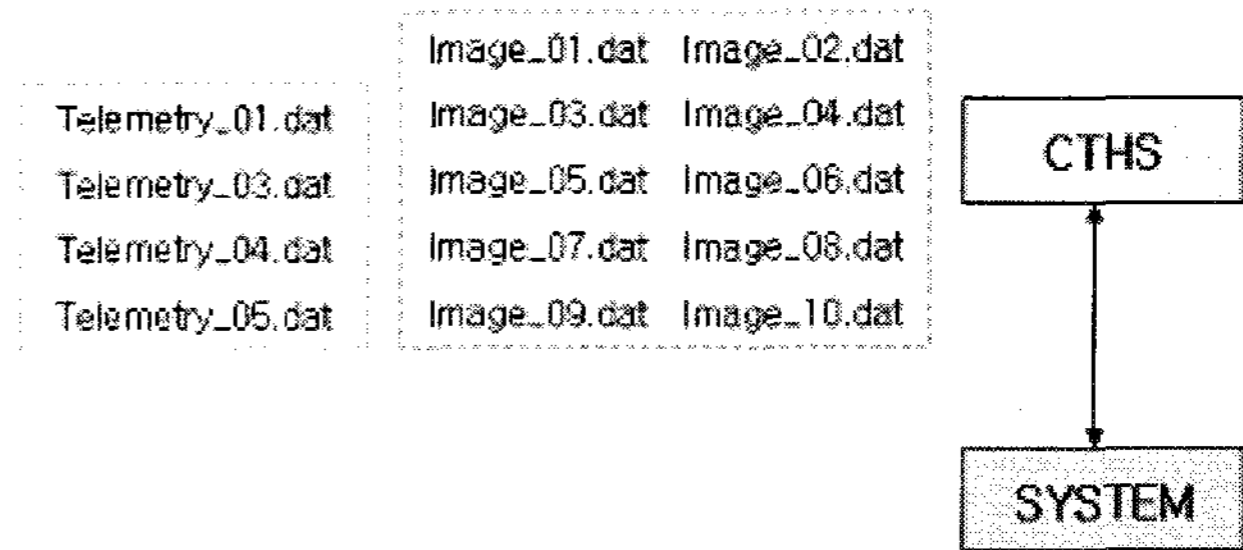 Telemetry_01.dat
Telemetry_03.dat
Telemetry_04.dat
Telemetry_05.dat
Image_01.dat Image_02.dat
Image_03.dat Image_04.dat
Image_05.dat Image_06.dat
Image_07.dat Image_08.dat
Image_09.dat Image_10.dat
CTHS
SYSTEM